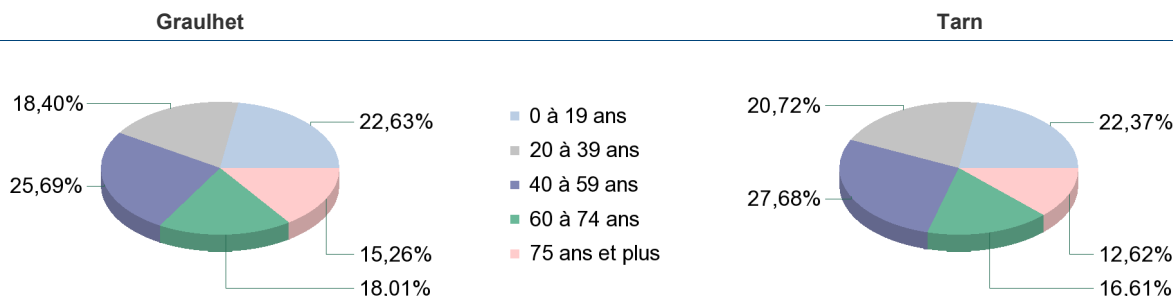 Graulhet
18,40%
22,63%
25,69%
15,26%
18,01%
0 à 19 ans
20 à 39 ans
40 à 59 ans
60 à 74 ans
75 ans et plus
Tarn
20,72%
22,37%
27,68%
12,62%
16,61%